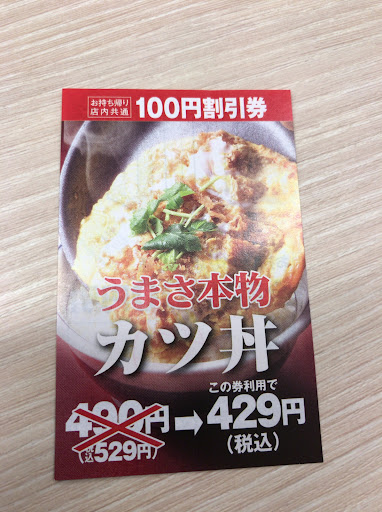 お持ち帰り
店内共通
100円割引券
うまさ本物
カツ丼
この券利用で
490円→429円
(税込529円)
(税込)